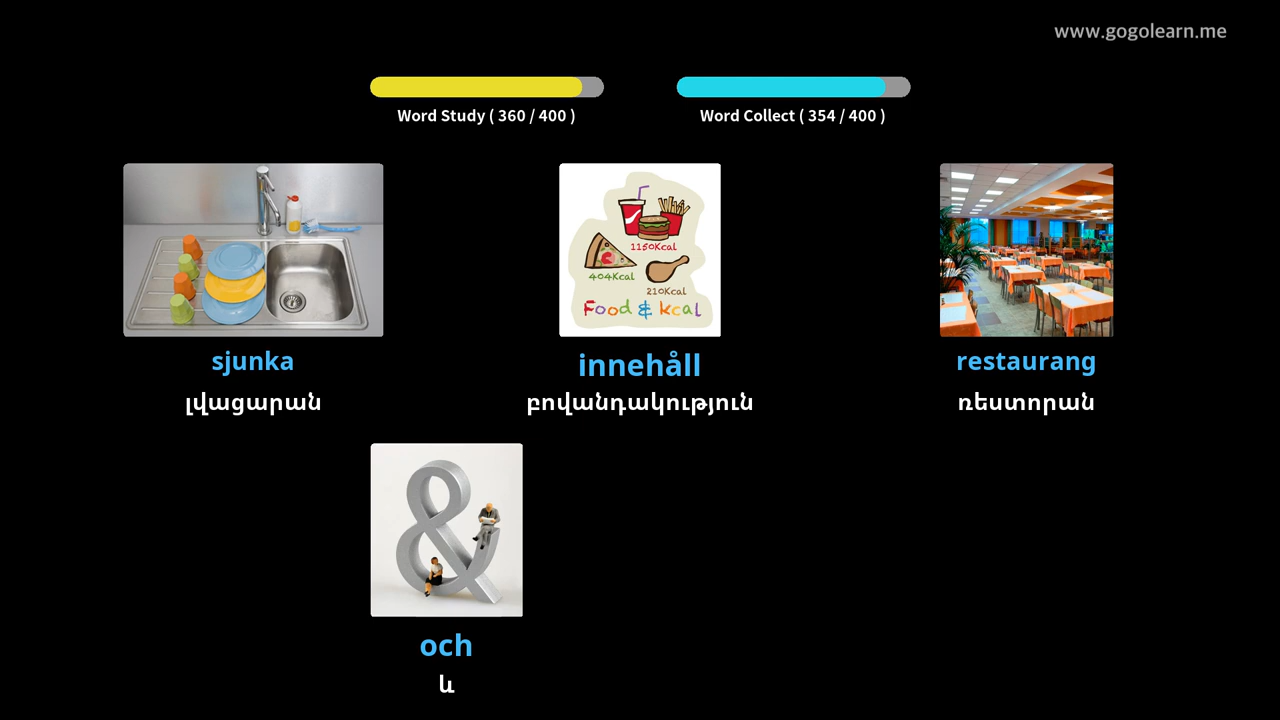 www.gogolearn.me
Word Study ( 360 / 400 )
Word Collect ( 354 / 400 )
1150Kcal
404Kcal
210Kcal
Food & kcal
sjunka
լվացարան
innehåll
բովանդակություն
restaurang
ռեստորան
&
och
և